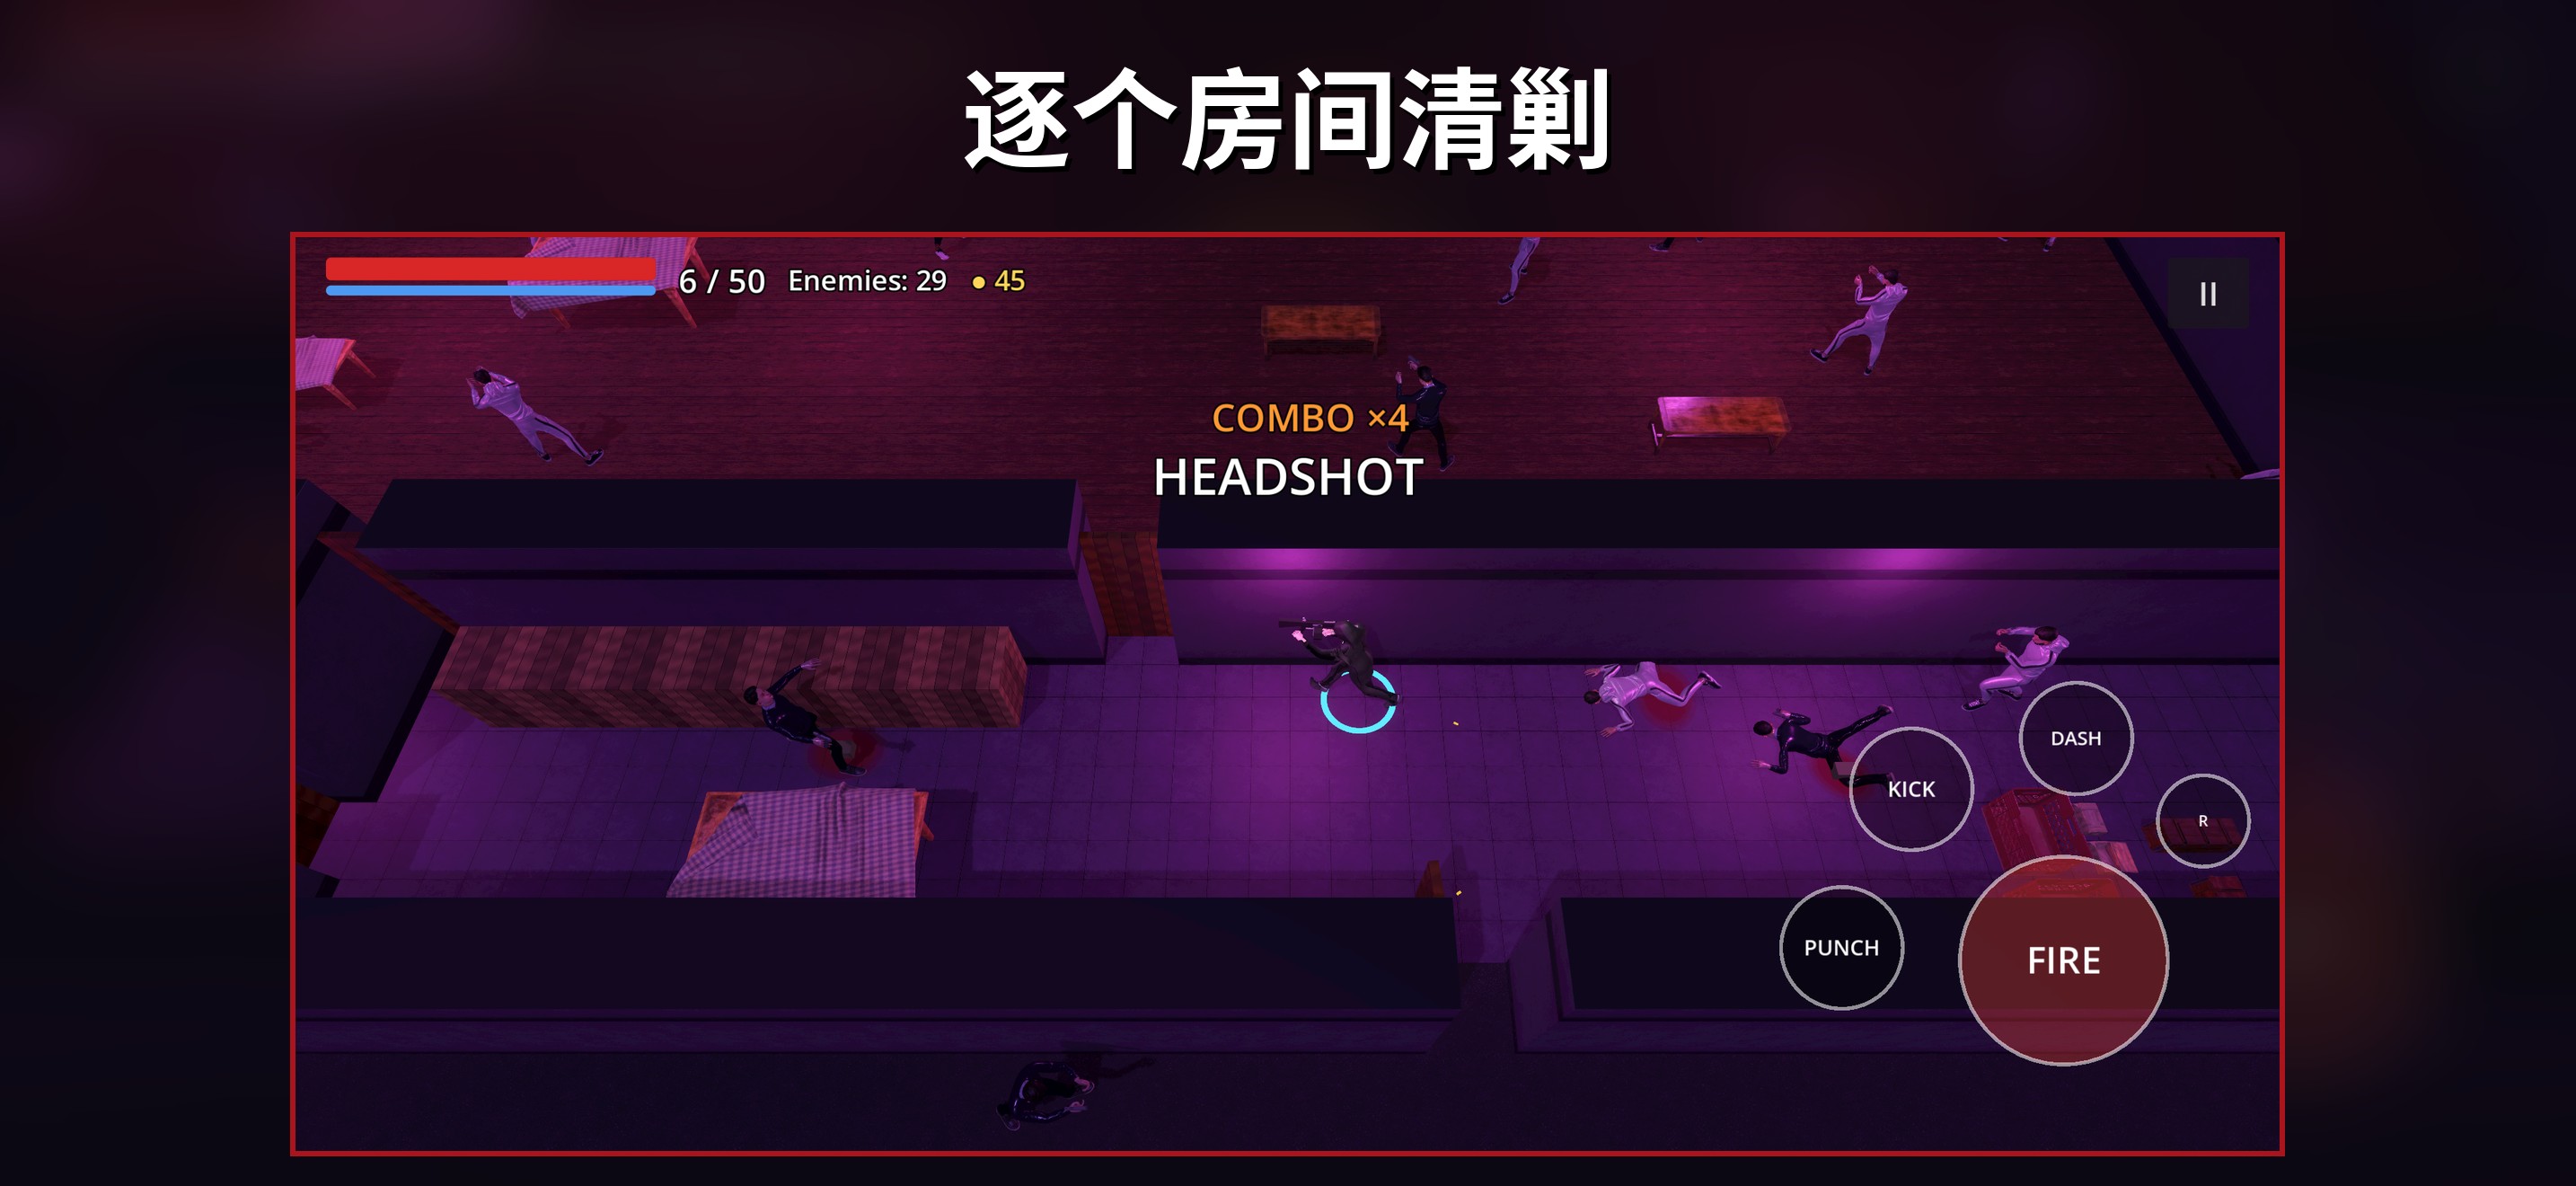 逐个房间清剿
6 / 50 Enemies: 29 45
COMBO ×4
HEADSHOT
DASH
KICK
R
PUNCH
FIRE